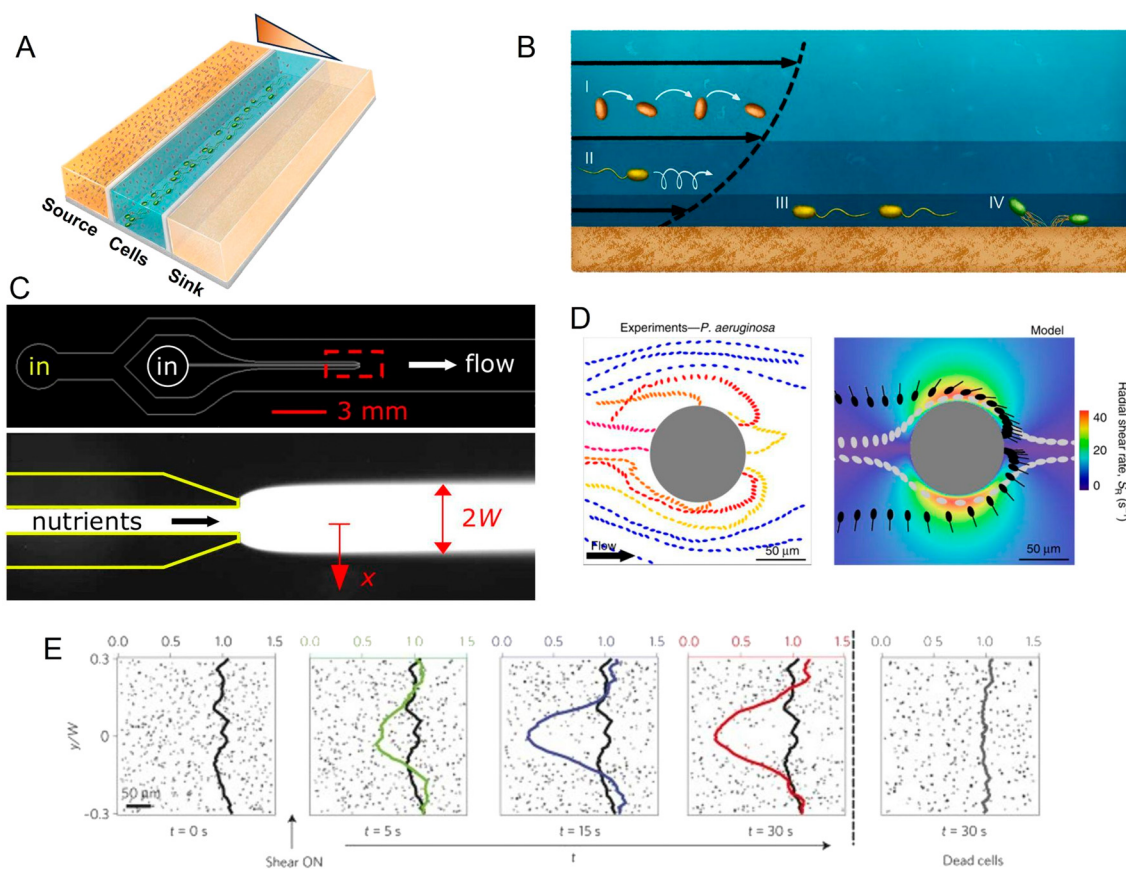 A
Source
Cells
Sink
B
I
II
III
IV
C
in
in
flow
3 mm
nutrients
2W
x
D
Experiments—P. aeruginosa
Model
Flow
50 μm
50 μm
40
20
0
Radial shear rate, S_R (s⁻¹)
E
0.0 0.5 1.0 1.5
0.0 0.5 1.0 1.5
0.0 0.5 1.0 1.5
0.0 0.5 1.0 1.5
0.0 1.0 1.5
0.3
y/W
0
-0.3
50 μm
t = 0 s
t = 5 s
t = 15 s
t = 30 s
t = 30 s
Shear ON
t
Dead cells